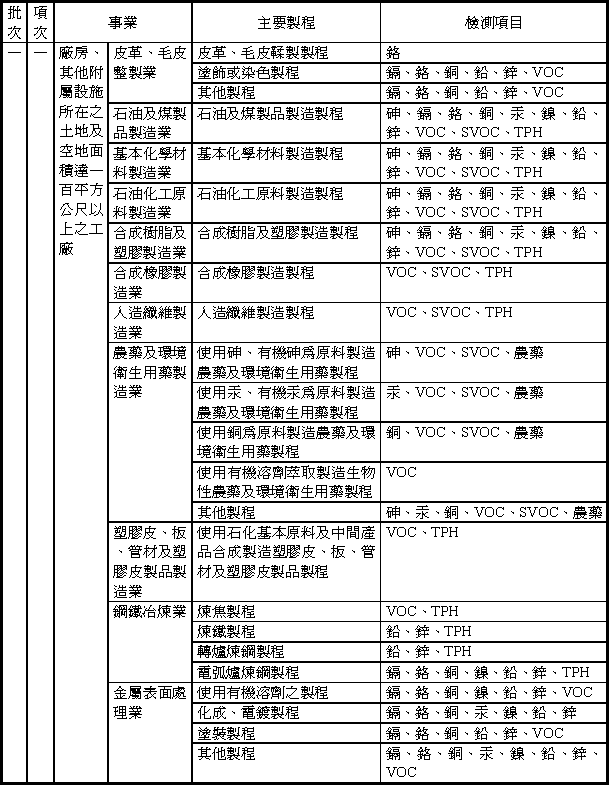 批次 項次 事業 主要製程 檢測項目
一 一
廠房、
其他附
屬設施
所在之
土地及
空地面
積達一
百平方
公尺以
上之工
廠
皮革、毛皮
整製業
皮革、毛皮鞣製製程 鉻
塗飾或染色製程 鎘、鉻、銅、鉛、鋅、VOC
其他製程 鎘、鉻、銅、鉛、鋅、VOC
石油及煤製
品製造業
石油及煤製品製造製程
砷、鎘、鉻、銅、汞、鎳、鉛、
鋅、VOC、SVOC、TPH
基本化學材
料製造業
基本化學材料製造製程
砷、鎘、鉻、銅、汞、鎳、鉛、
鋅、VOC、SVOC、TPH
石油化工原
料製造業
石油化工原料製造製程
砷、鎘、鉻、銅、汞、鎳、鉛、
鋅、VOC、SVOC、TPH
合成樹脂及
塑膠製造業
合成樹脂及塑膠製造製程
砷、鎘、鉻、銅、汞、鎳、鉛、
鋅、VOC、SVOC、TPH
合成橡膠製
造業
合成橡膠製造製程
VOC、SVOC、TPH
人造纖維製
造業
人造纖維製造製程
VOC、SVOC、TPH
農藥及環境
衛生用藥製
造業
使用砷、有機砷爲原料製造
農藥及環境衛生用藥製程
砷、VOC、SVOC、農藥
使用汞、有機汞爲原料製造
農藥及環境衛生用藥製程
汞、VOC、SVOC、農藥
使用銅爲原料製造農藥及環
境衛生用藥製程
銅、VOC、SVOC、農藥
使用有機溶劑萃取製造生物
性農藥及環境衛生用藥製程
VOC
其他製程 砷、汞、銅、VOC、SVOC、農藥
塑膠皮、板
、管材及塑
膠皮製品製
造業
使用石化基本原料及中間產
品合成製造塑膠皮、板、管
材及塑膠皮製品製程
VOC、TPH
鋼鐵冶煉業
煉焦製程 VOC、TPH
煉鐵製程 鉛、鋅、TPH
轉爐煉鋼製程 鉛、鋅、TPH
電弧爐煉鋼製程 鎘、鉻、銅、鎳、鉛、鋅、TPH
金屬表面處
理業
使用有機溶劑之製程 鎘、鉻、銅、鎳、鉛、鋅、VOC
化成、電鍍製程 鎘、鉻、銅、汞、鎳、鉛、鋅
塗裝製程 鎘、鉻、銅、鉛、鋅、VOC
其他製程 鎘、鉻、銅、汞、鎳、鉛、鋅、
VOC